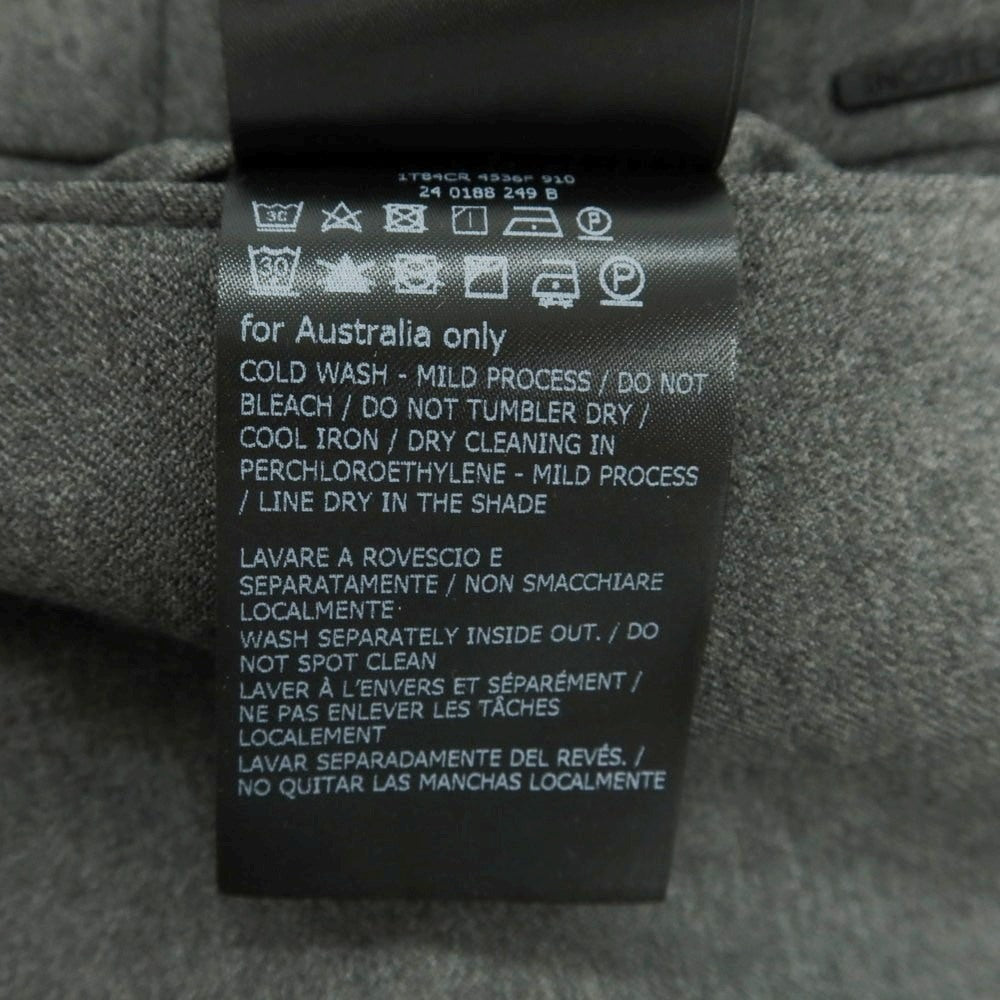 1T84CR 4536F 910
24 0188 249 B
30
P
30
P
for Australia only
COLD WASH - MILD PROCESS / DO NOT
BLEACH / DO NOT TUMBLER DRY /
COOL IRON / DRY CLEANING IN
PERCHLOROETHYLENE - MILD PROCESS
/ LINE DRY IN THE SHADE
LAVARE A ROVESCIO E
SEPARATAMENTE / NON SMACCHIARE
LOCALMENTE
WASH SEPARATELY INSIDE OUT. / DO
NOT SPOT CLEAN
LAVER À L'ENVERS ET SÉPARÉMENT /
NE PAS ENLEVER LES TÂCHES
LOCALEMENT
LAVAR SEPARADAMENTE DEL REVÉS. /
NO QUITAR LAS MANCHAS LOCALMENTE